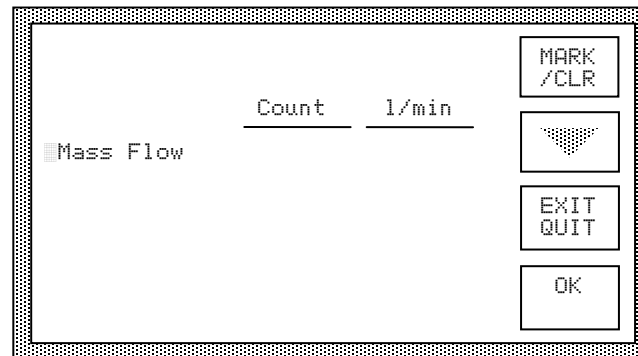 MARK
/CLR
Count l/min
Mass Flow
EXIT
QUIT
OK